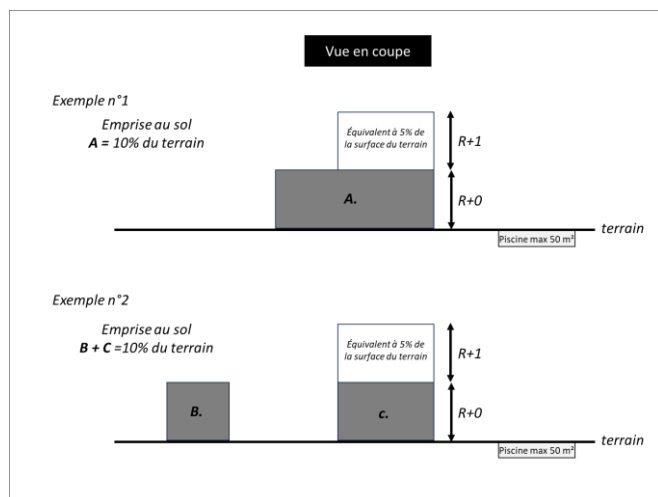 Vue en coupe
Exemple n°1
Emprise au sol
A = 10% du terrain
Équivalent à 5% de
la surface du terrain
R+1
A.
R+0
terrain
Piscine max 50 m²
Exemple n°2
Emprise au sol
B + C =10% du terrain
Équivalent à 5% de
la surface du terrain
R+1
B.
c.
R+0
terrain
Piscine max 50 m²